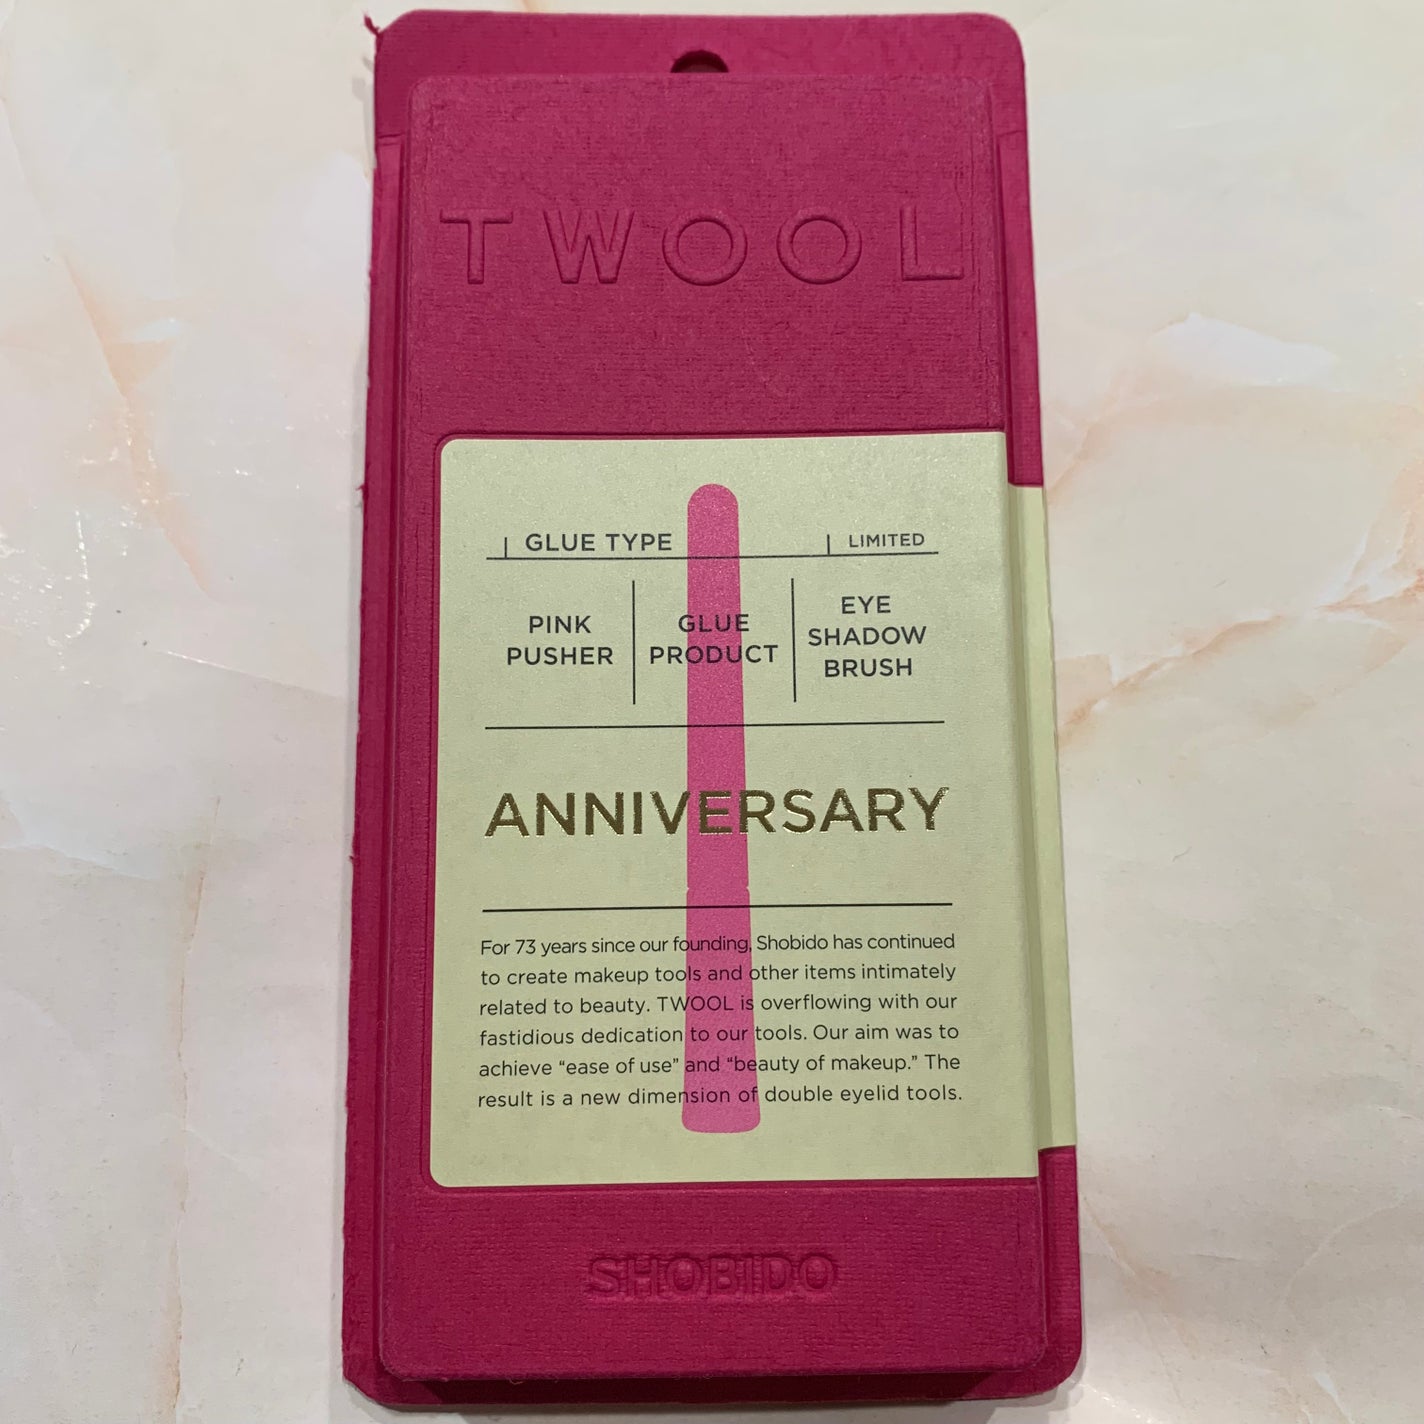 TWOOL
GLUE TYPE
LIMITED
PINK
PUSHER
GLUE
PRODUCT
EYE
SHADOW
BRUSH
ANNIVERSARY
For 73 years since our founding, Shobido has continued
to create makeup tools and other items intimately
related to beauty. TWOOL is overflowing with our
fastidious dedication to our tools. Our aim was to
achieve “ease of use” and “beauty of makeup.” The
result is a new dimension of double eyelid tools.
SHOBIDO